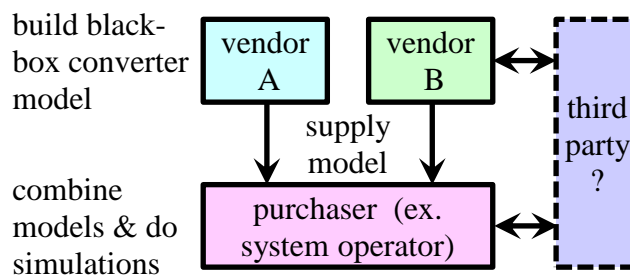 build black-
box converter
model
vendor
A
vendor
B
third
party
?
supply
model
combine
models & do
simulations
purchaser (ex.
system operator)